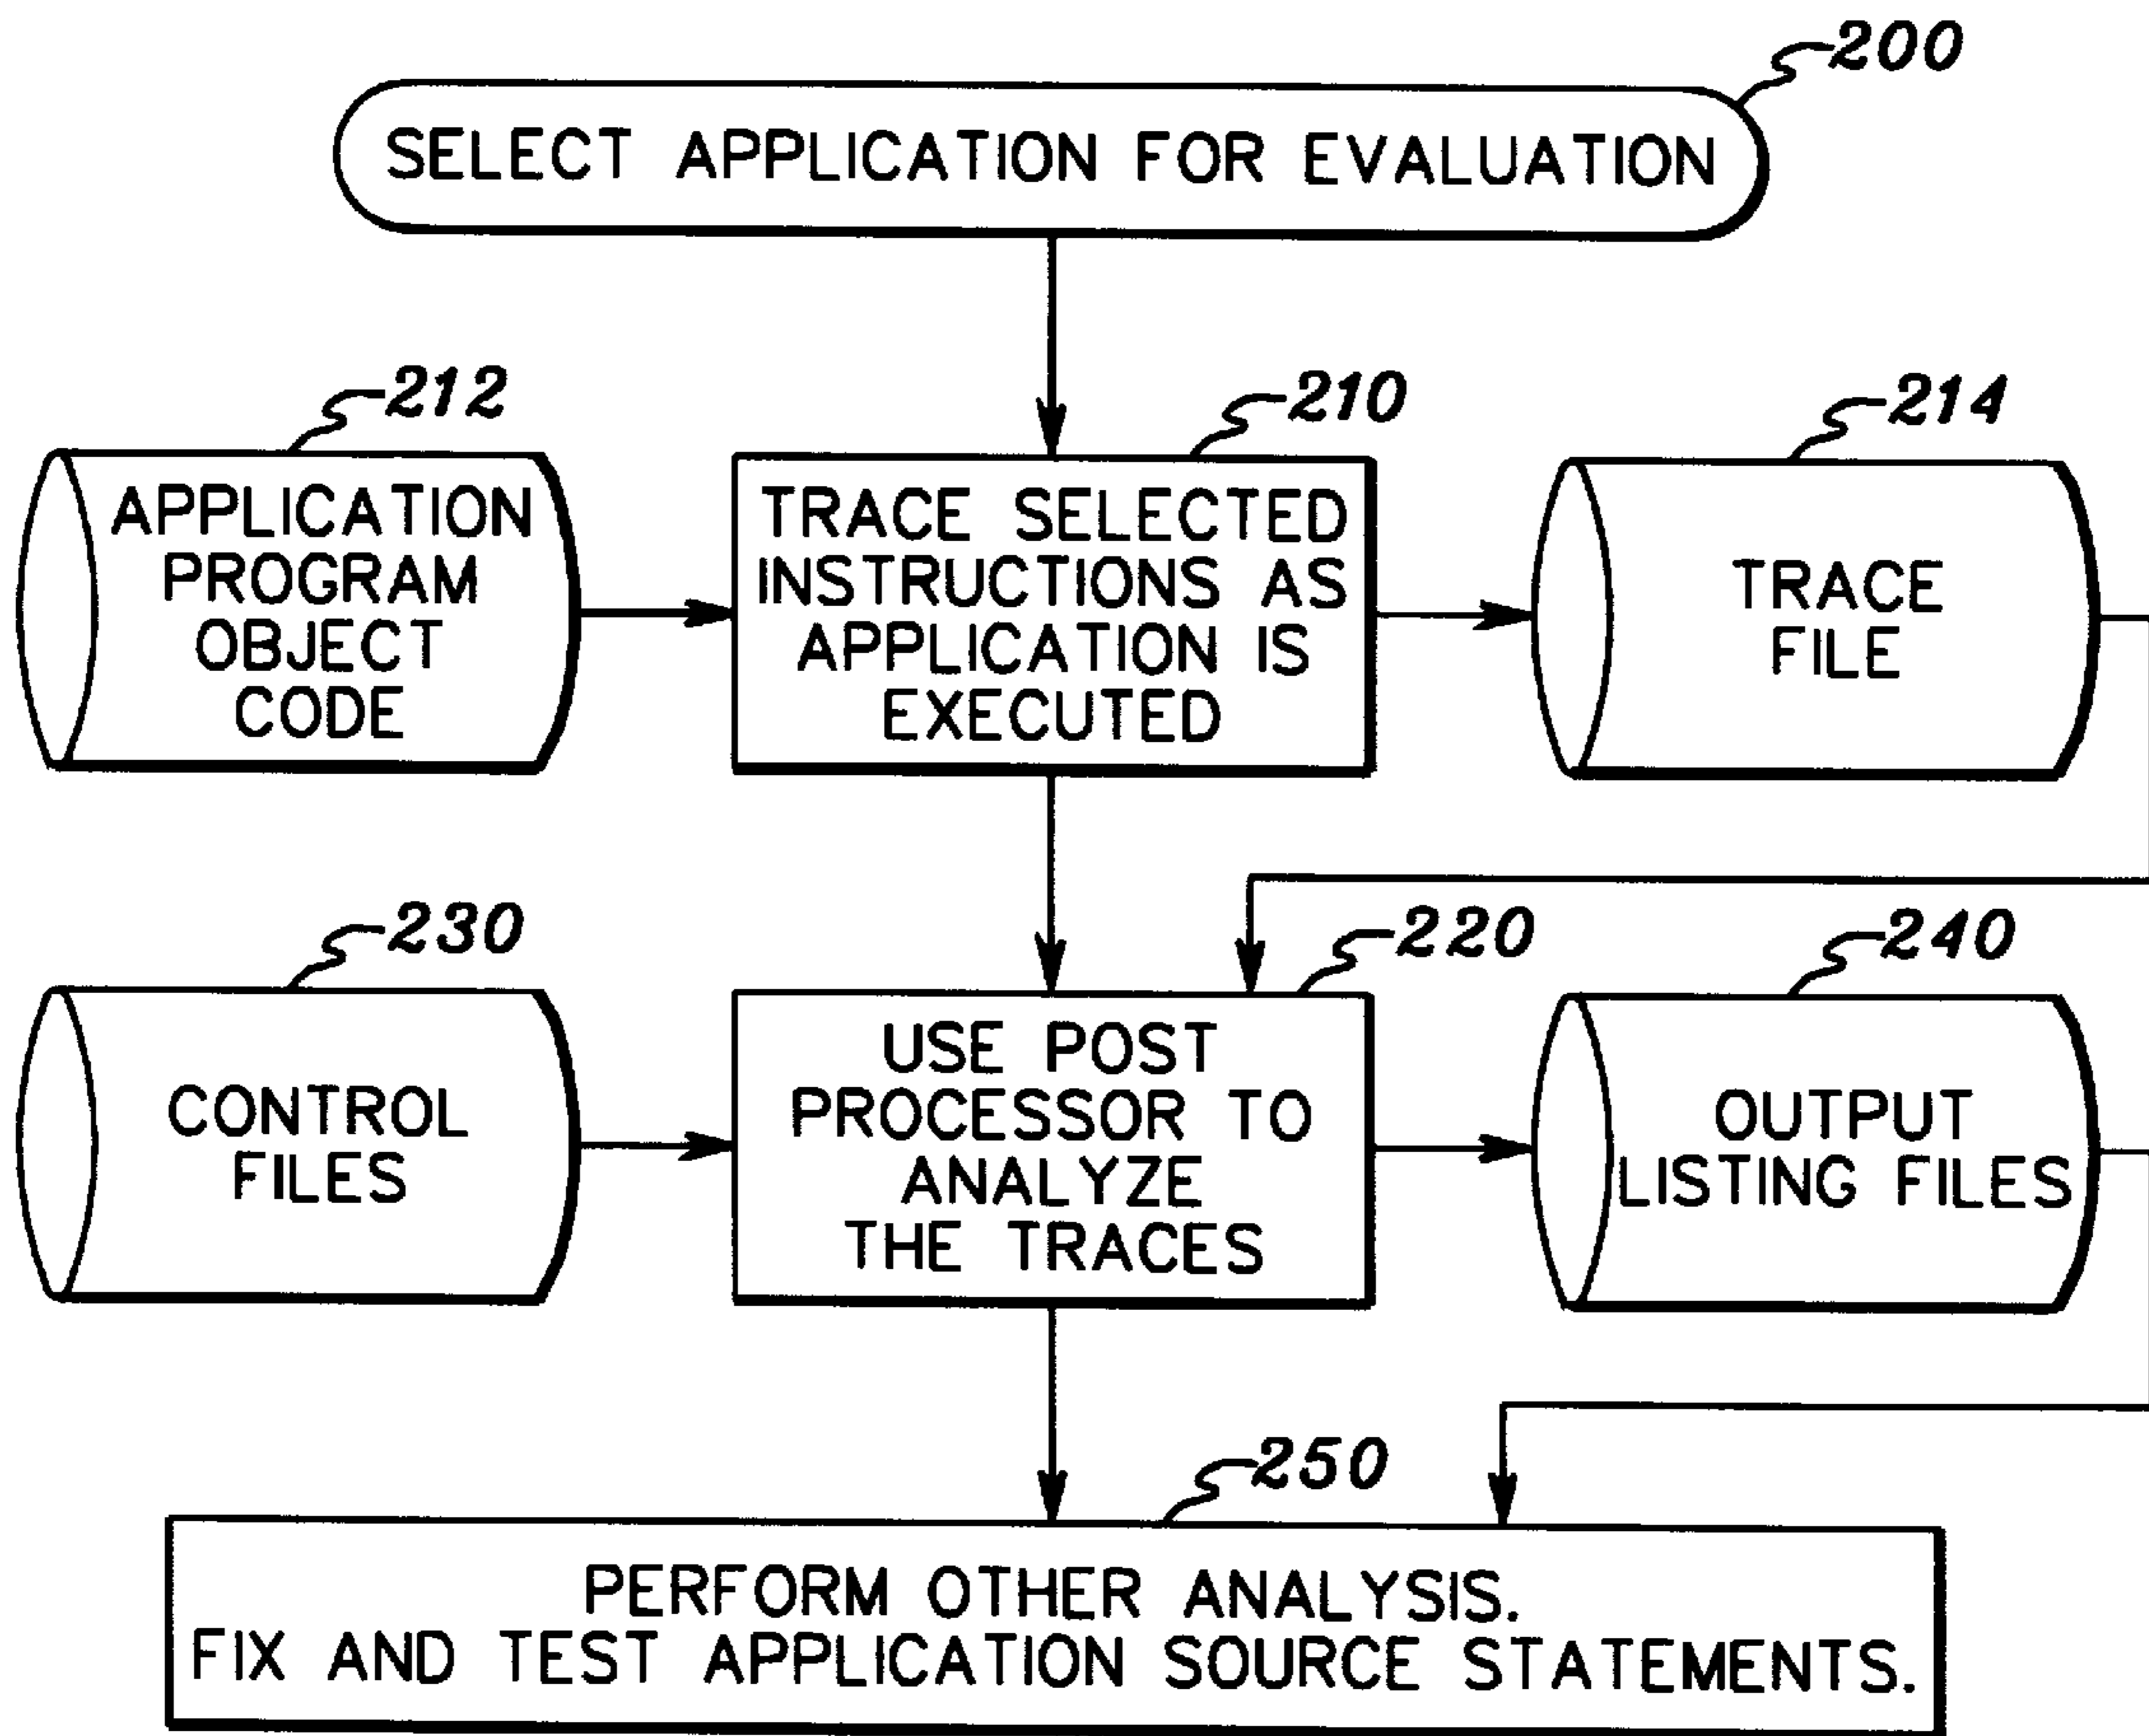 200
SELECT APPLICATION FOR EVALUATION
212
APPLICATION
PROGRAM
OBJECT
CODE
210
TRACE SELECTED
INSTRUCTIONS AS
APPLICATION IS
EXECUTED
214
TRACE
FILE
230
CONTROL
FILES
220
USE POST
PROCESSOR TO
ANALYZE
THE TRACES
240
OUTPUT
LISTING FILES
250
PERFORM OTHER ANALYSIS.
FIX AND TEST APPLICATION SOURCE STATEMENTS.